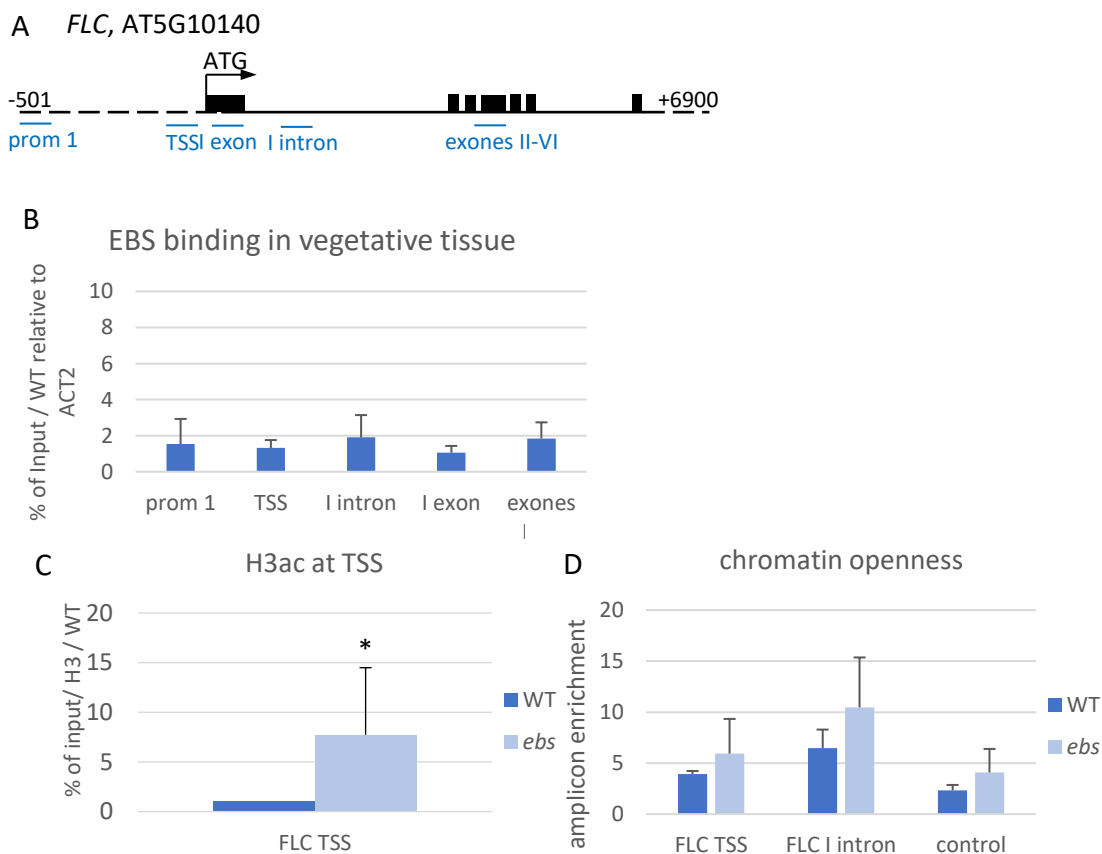 A FLC, AT5G10140
ATG
-501 +6900
prom 1 TSS I exon I intron exones II-VI
B
EBS binding in vegetative tissue
% of Input / WT relative to
ACT2
10
8
6
4
2
0
prom 1 TSS I intron I exon exones
C H3ac at TSS
% of input/ H3 / WT
20
15
10
5
0
*
FLC TSS
WT
ebs
D chromatin openness
amplicon enrichment
20
15
10
5
0
FLC TSS FLC I intron control
WT
ebs